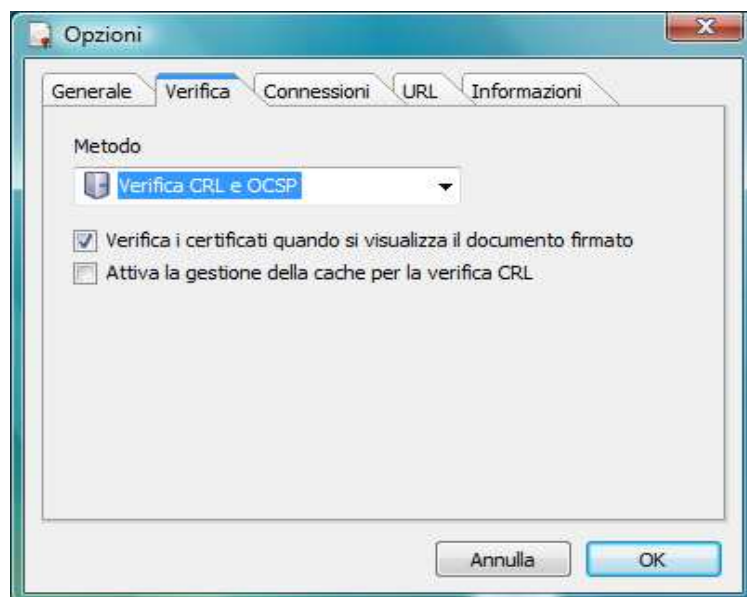 Opzioni
Generale Verifica Connessioni URL Informazioni
Metodo
Verifica CRL e OCSP
Verifica i certificati quando si visualizza il documento firmato
Attiva la gestione della cache per la verifica CRL
Annulla OK